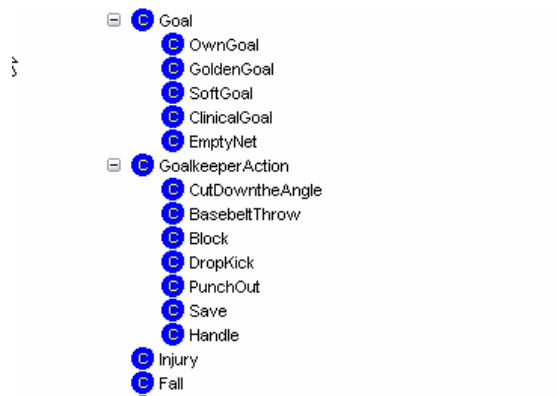 Goal
OwnGoal
GoldenGoal
SoftGoal
ClinicalGoal
EmptyNet
GoalkeeperAction
CutDowntheAngle
BasebeltThrow
Block
DropKick
PunchOut
Save
Handle
Injury
Fall